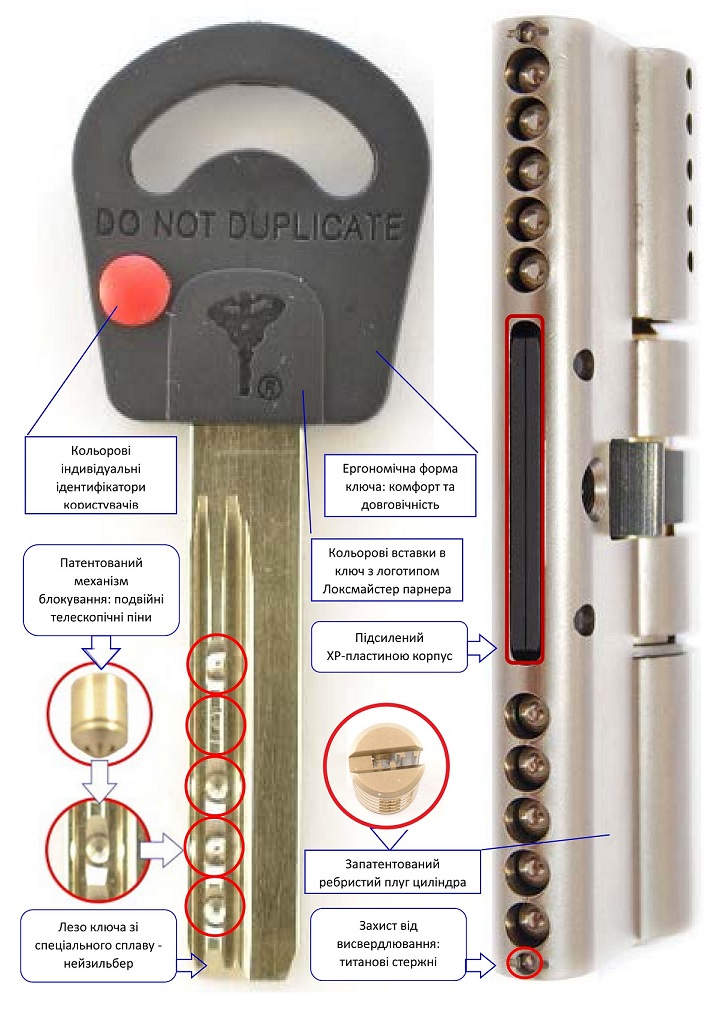 DO NOT DUPLICATE
®
Кольорові
індивідуальні
ідентифікатори
користувачів
Ергономічна форма
ключа: комфорт та
довговічність
Кольорові вставки в
ключ з логотипом
Локсмайстер парнера
Патентований
механізм
блокування: подвійні
телескопічні піни
Підсилений
XP-пластиною корпус
Запатентований
ребристий плуг циліндра
Лезо ключа зі
спеціального сплаву -
нейзильбер
Захист від
висвердлювання:
титанові стержні